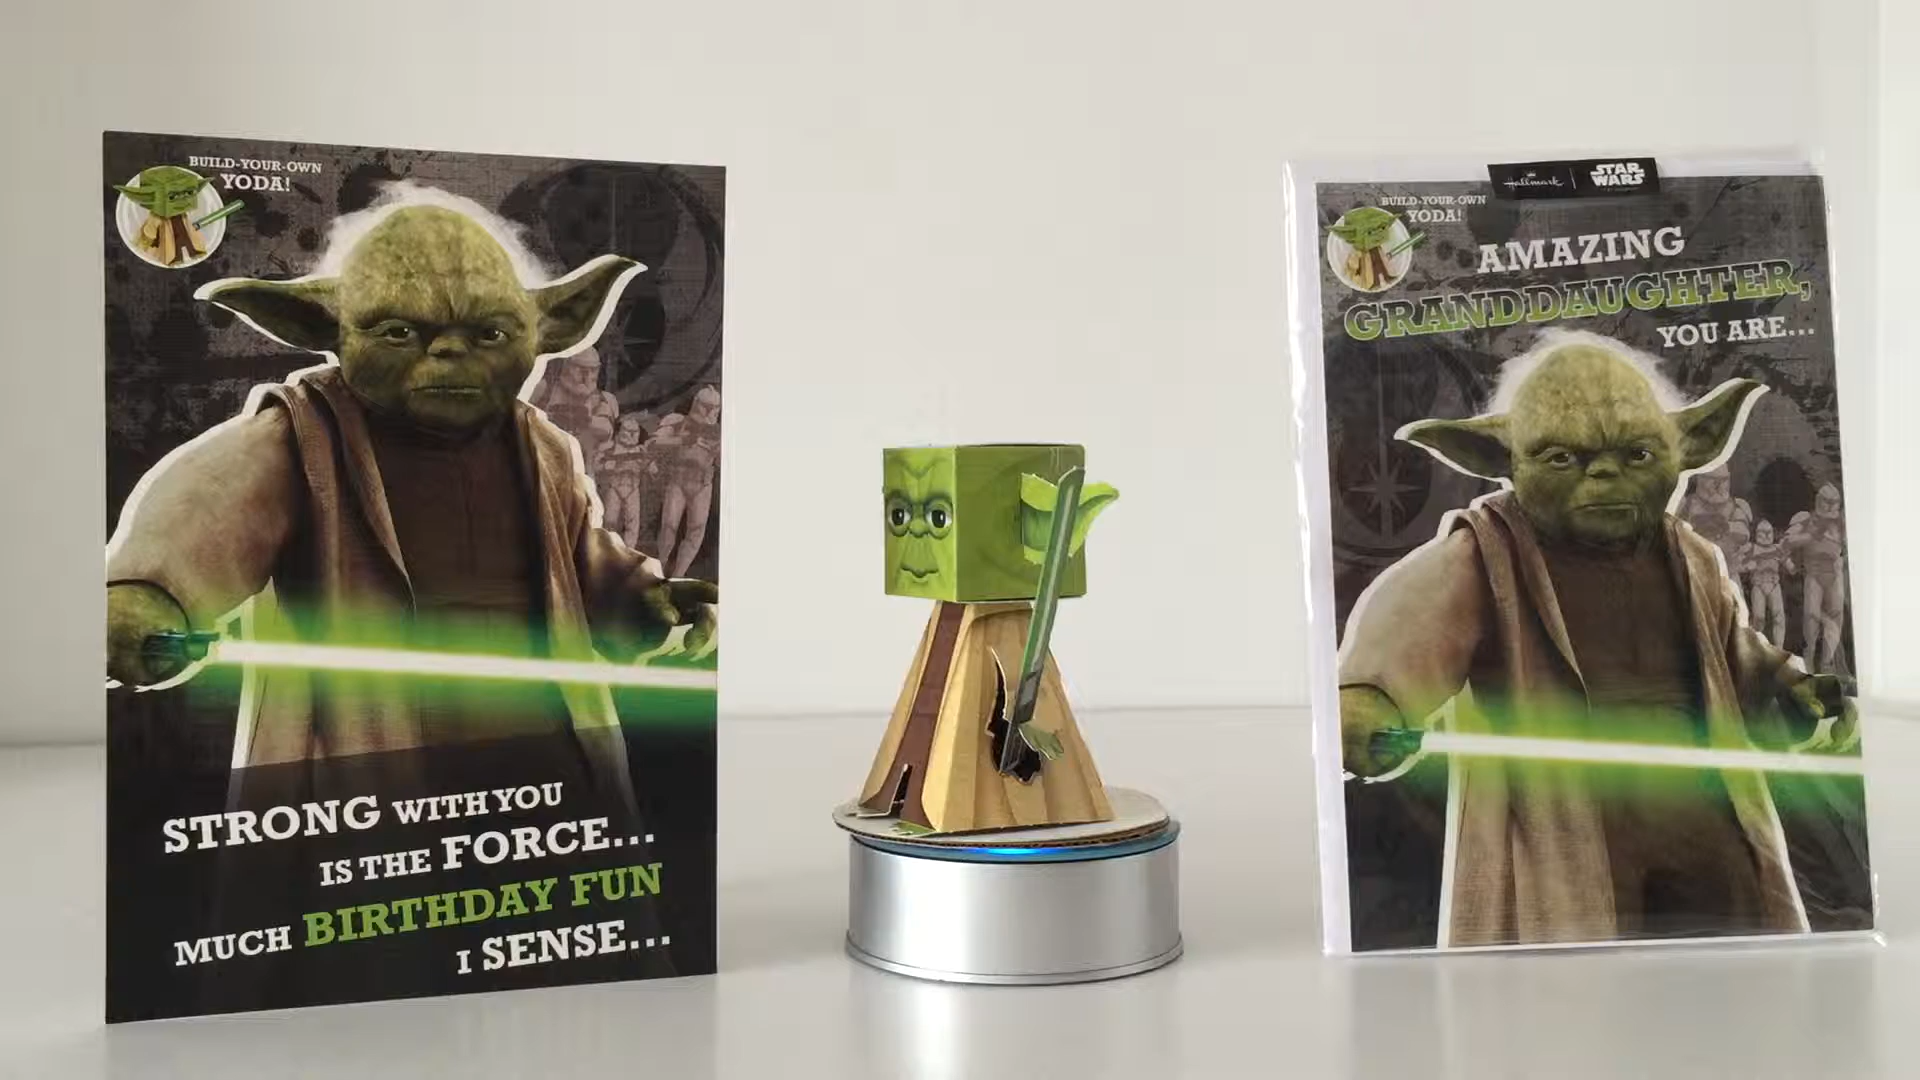 BUILD-YOUR-OWN
YODA!
STRONG WITH YOU
IS THE FORCE...
MUCH BIRTHDAY FUN
I SENSE...
Hallmark
STAR
WARS
BUILD-YOUR-OWN
YODA!
AMAZING
GRANDDAUGHTER,
YOU ARE...